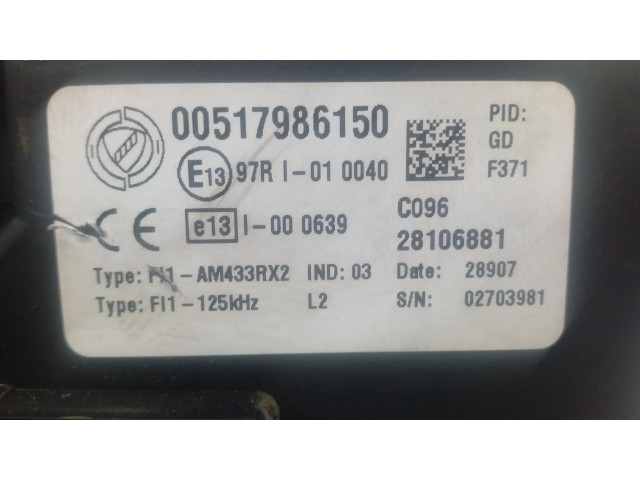 00517986150
PID:
GD
F371
E13 97R I-01 0040
CE e13 I-00 0639
C096
28106881
Type: FI1-AM433RX2 IND: 03 Date: 28907
Type: FI1-125kHz L2 S/N: 02703981